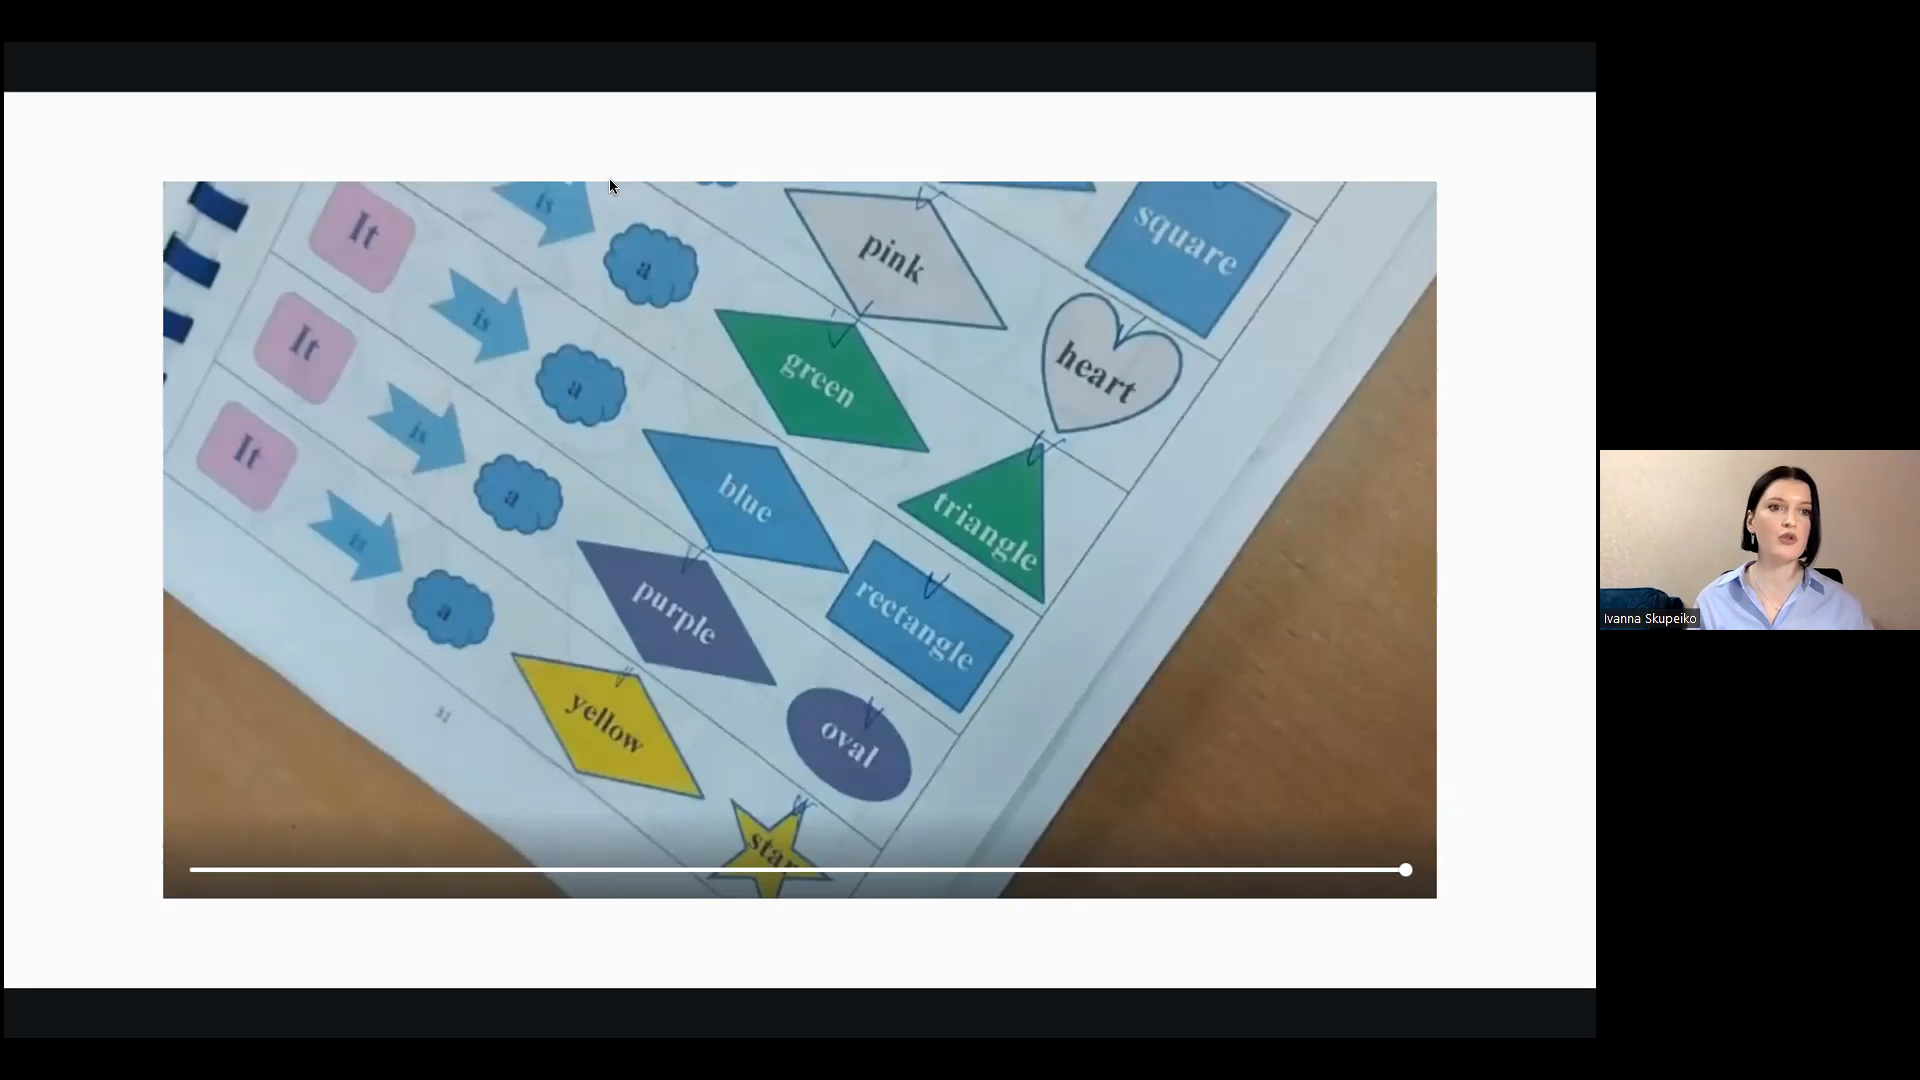 square
pink heart
is a green triangle
It is a blue rectangle
It is a purple oval
It is a yellow star
31
Ivanna Skupeiko